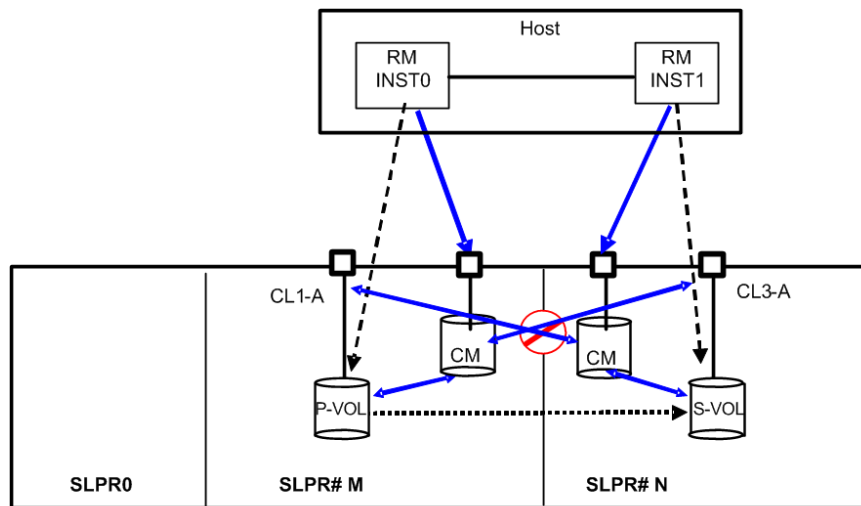 Host
RM
INST0
RM
INST1
CL1-A
CL3-A
CM
CM
P-VOL
S-VOL
SLPR0
SLPR# M
SLPR# N